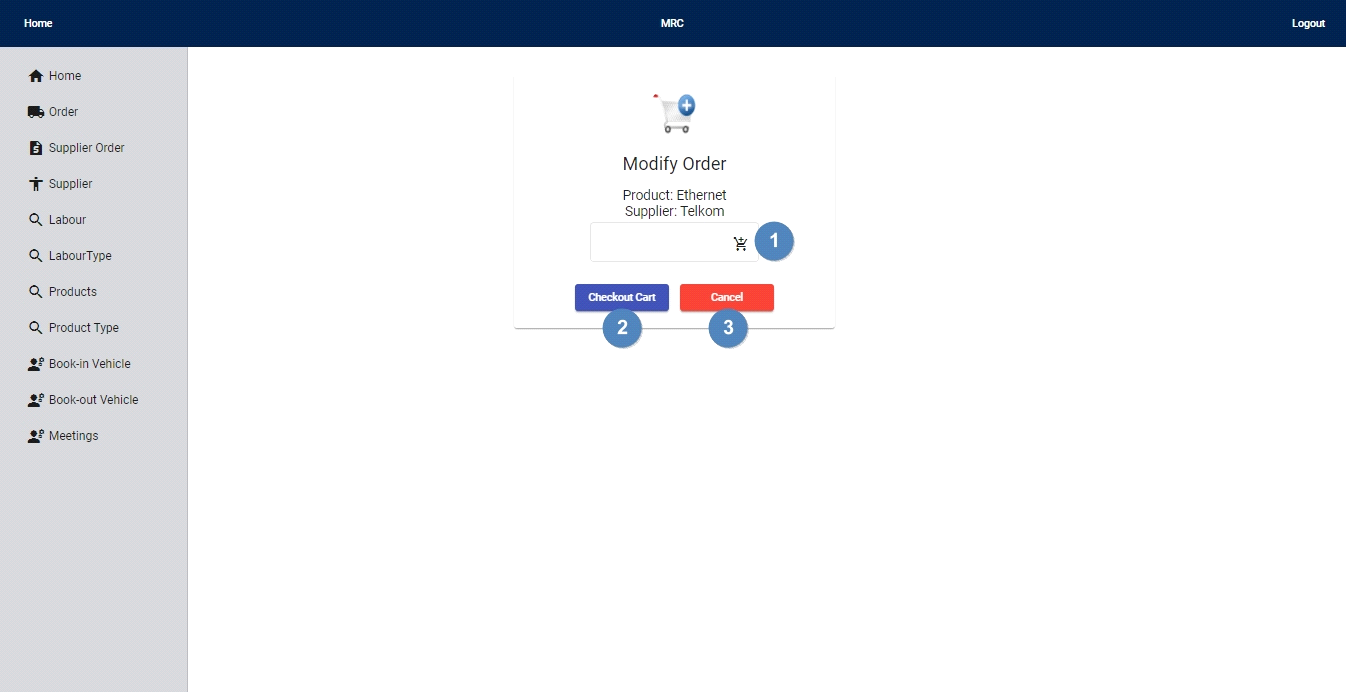 Home
MRC
Logout
Home
Order
Supplier Order
Supplier
Labour
LabourType
Products
Product Type
Book-in Vehicle
Book-out Vehicle
Meetings
Modify Order
Product: Ethernet
Supplier: Telkom
1
Checkout Cart
Cancel
2
3